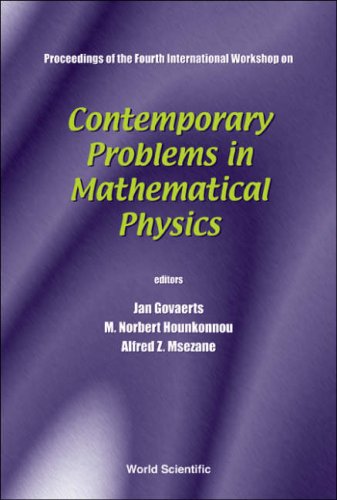 Proceedings of the Fourth International Workshop on
Contemporary
Problems in
Mathematical
Physics
editors
Jan Govaerts
M. Norbert Hounkonnou
Alfred Z. Msezane
World Scientific